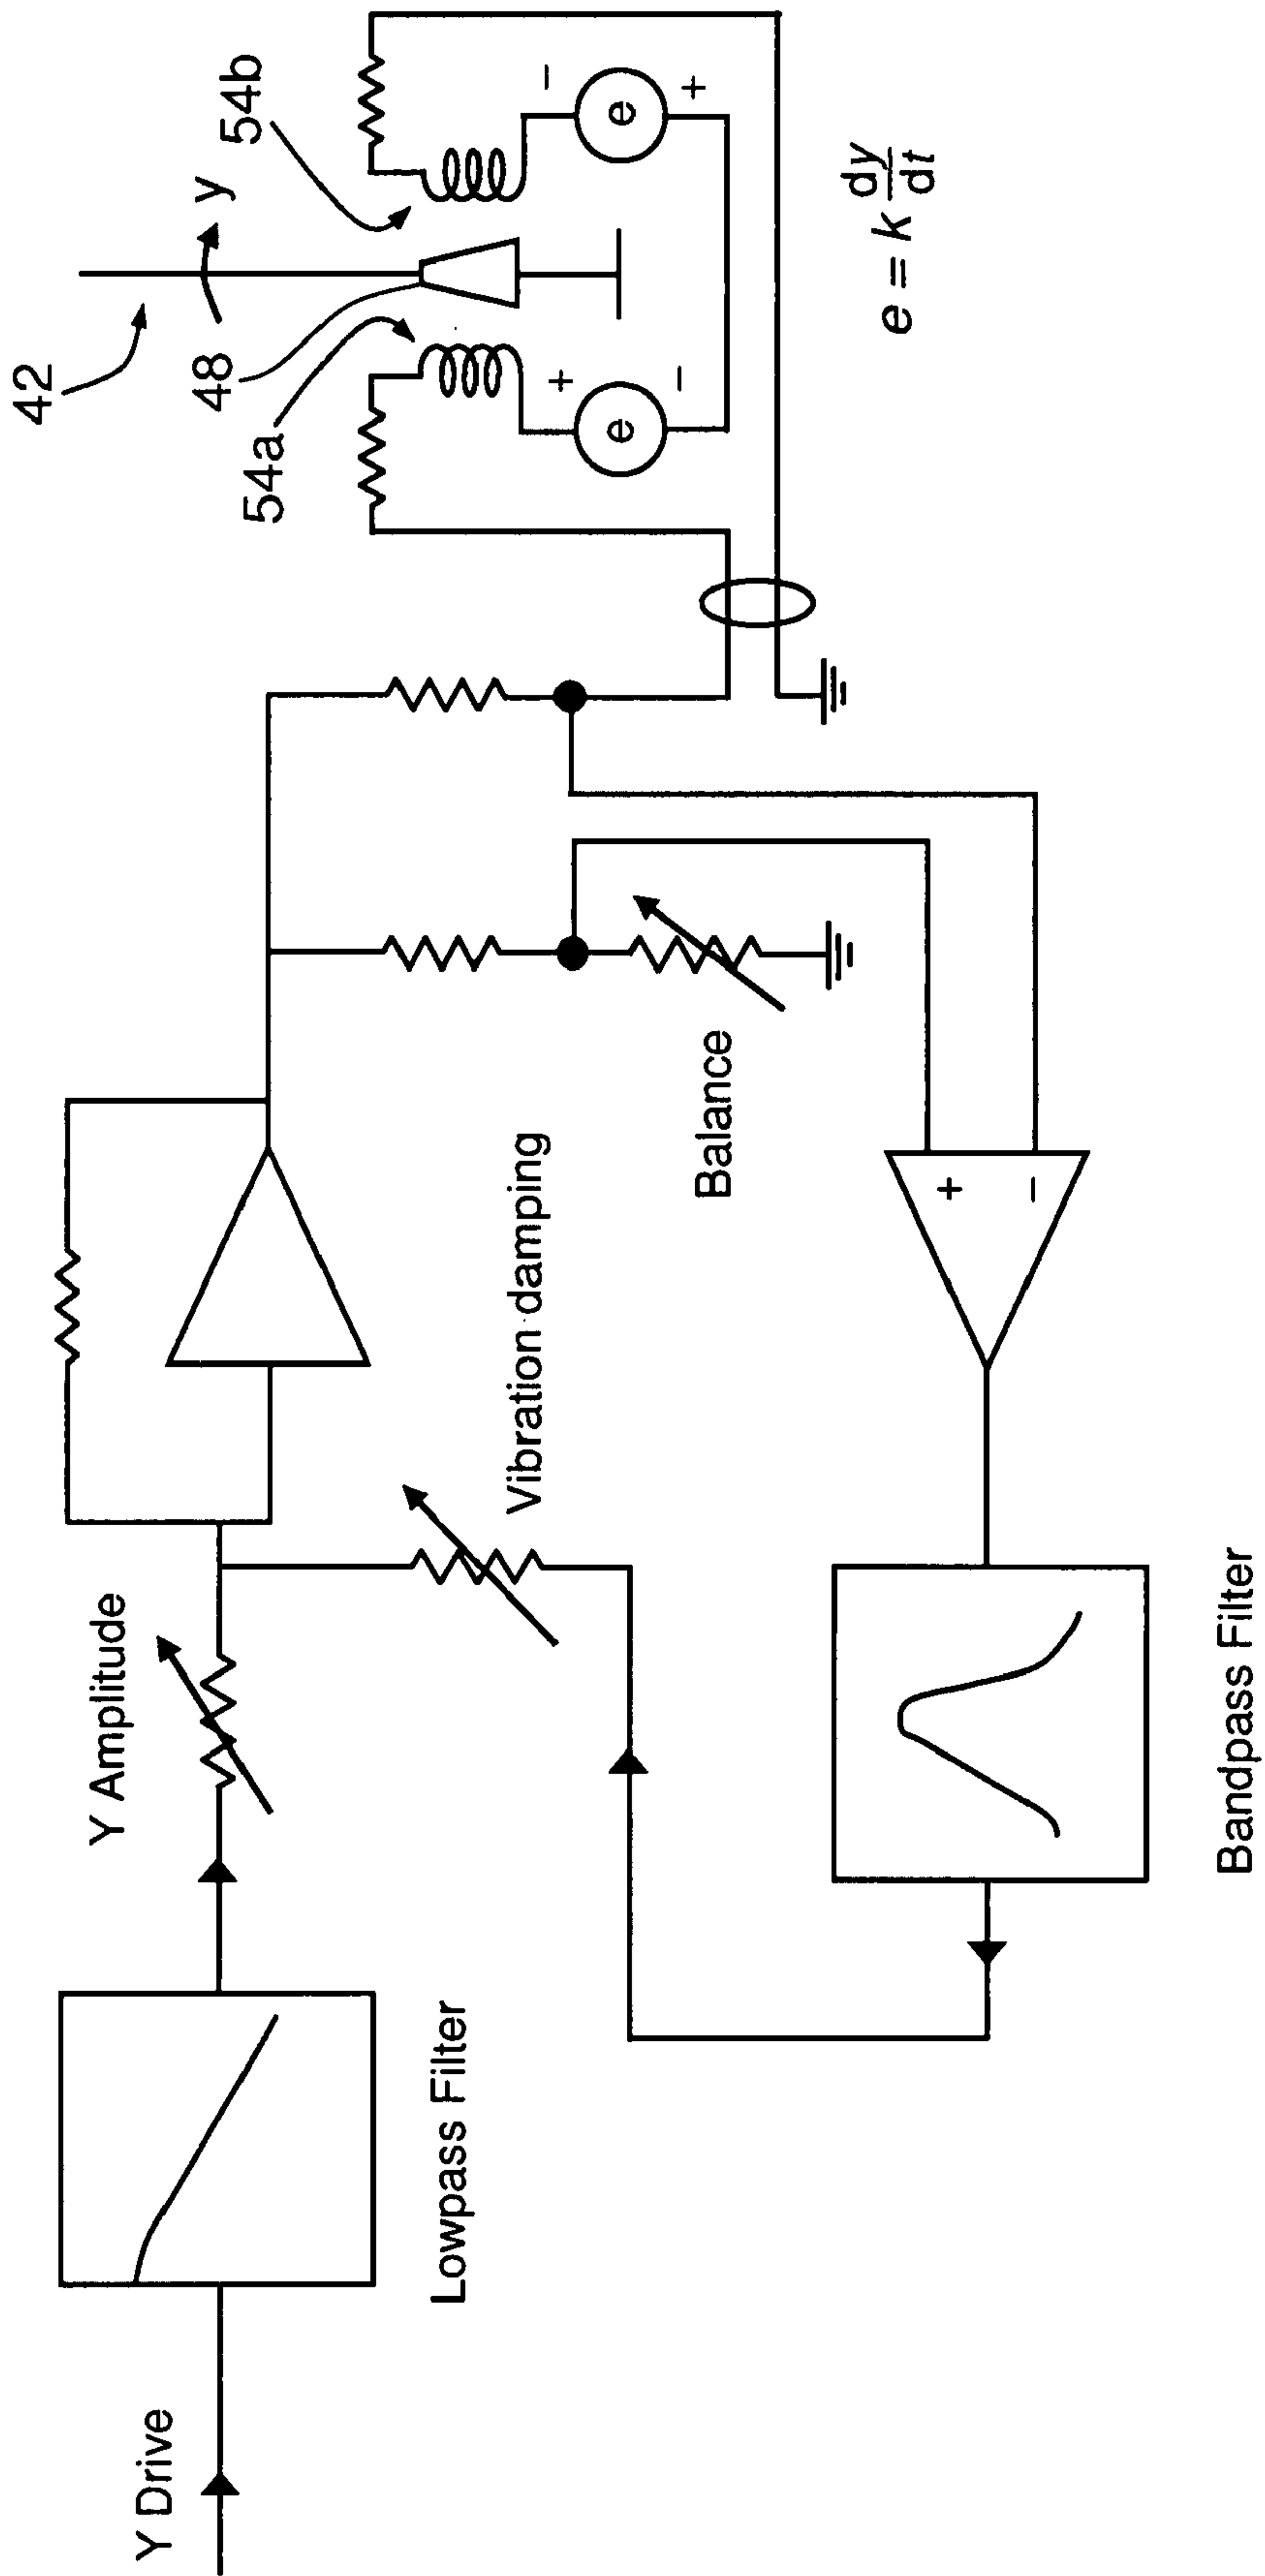 Y Drive
Lowpass Filter
Y Amplitude
Vibration damping
Balance
Bandpass Filter
+
−
42
y
48
54a
54b
+
−
e
−
+
e
e = k dy/dt